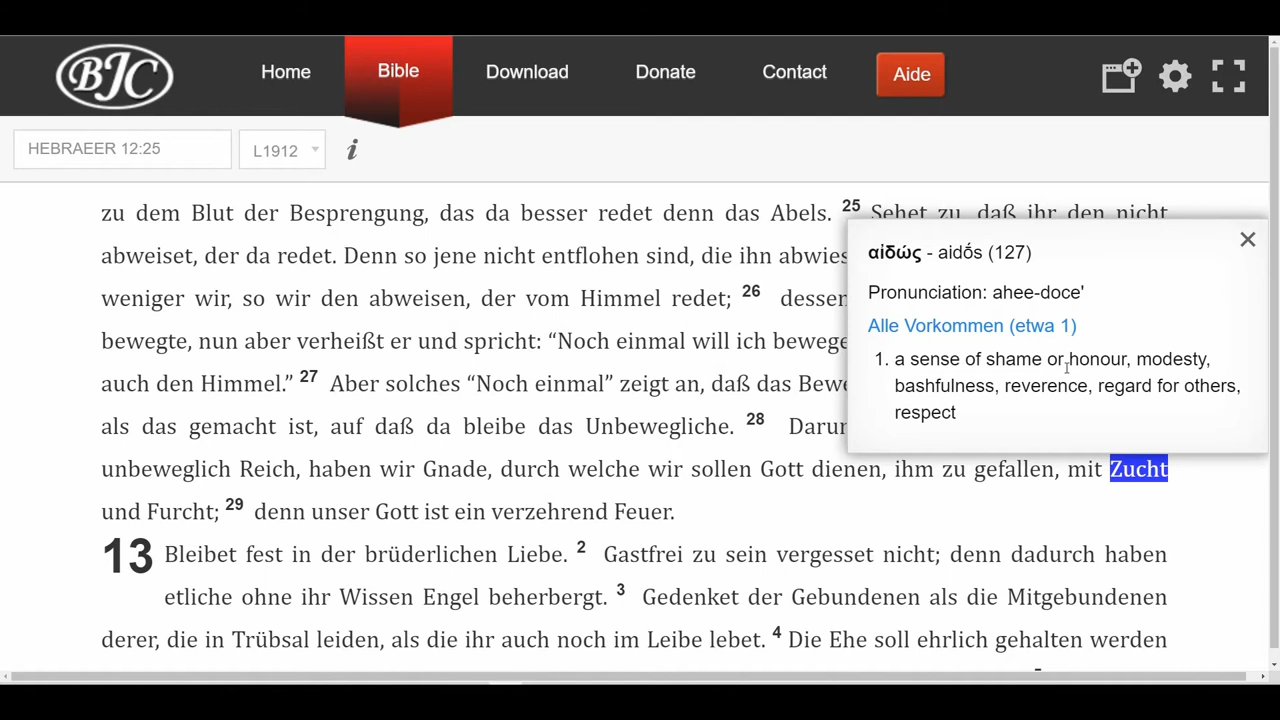 BJC
Home
Bible
Download
Donate
Contact
Aide
HEBRAEER 12:25
L1912
i
zu dem Blut der Besprengung, das da besser redet denn das Abels. 25 Sehet zu, daß ihr den nicht
abweiset, der da redet. Denn so jene nicht entflohen sind, die ihn abwies
weniger wir, so wir den abweisen, der vom Himmel redet; 26 dessen
bewegte, nun aber verheißt er und spricht: “Noch einmal will ich bewege
auch den Himmel.” 27 Aber solches “Noch einmal” zeigt an, daß das Bewe
als das gemacht ist, auf daß da bleibe das Unbewegliche. 28 Darum
unbeweglich Reich, haben wir Gnade, durch welche wir sollen Gott dienen, ihm zu gefallen, mit Zucht
und Furcht; 29 denn unser Gott ist ein verzehrend Feuer.
13 Bleibet fest in der brüderlichen Liebe. 2 Gastfrei zu sein vergesset nicht; denn dadurch haben
etliche ohne ihr Wissen Engel beherbergt. 3 Gedenket der Gebundenen als die Mitgebundenen
derer, die in Trübsal leiden, als die ihr auch noch im Leibe lebet. 4 Die Ehe soll ehrlich gehalten werden
αἰδώς - aidṓs (127)
Pronunciation: ahee-doce'
Alle Vorkommen (etwa 1)
1. a sense of shame or honour, modesty,
bashfulness, reverence, regard for others,
respect